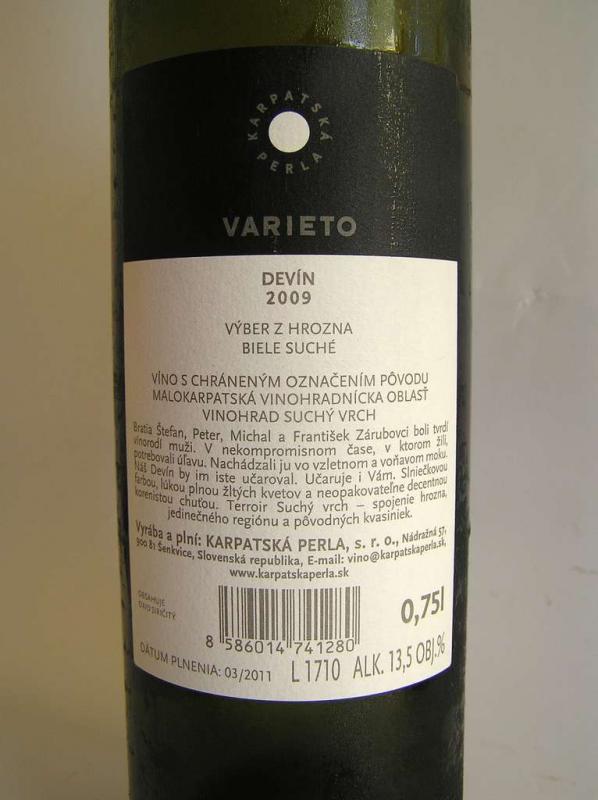 KARPATSKÁ PERLA
VARIETO
DEVÍN
2009
VÝBER Z HROZNA
BIELE SUCHÉ
VÍNO S CHRÁNENÝM OZNAČENÍM PÔVODU
MALOKARPATSKÁ VINOHRADNÍCKA OBLASŤ
VINOHRAD SUCHÝ VRCH
Bratia Štefan, Peter, Michal a František Zárubovci boli tvrdí
vinorodí muži. V nekompromisnom čase, v ktorom žili,
potrebovali úľavu. Nachádzali ju vo vzletnom a voňavom moku.
Náš Devín by im iste učaroval. Učaruje i Vám. Slniečkovou
farbou, lúkou plnou žltých kvetov a neopakovateľne decentnou
korenistou chuťou. Terroir Suchý vrch – spojenie hrozna,
jedinečného regiónu a pôvodných kvasiniek.
Vyrába a plní: KARPATSKÁ PERLA, s. r. o., Nádražná 57,
900 81 Šenkvice, Slovenská republika, E-mail: vino@karpatskaperla.sk,
www.karpatskaperla.sk
OBSAHUJE
OXID SIRIČITÝ
0,75l
8 586014 741280
DÁTUM PLNENIA: 03/2011 L 1710 ALK. 13,5 OBJ.%